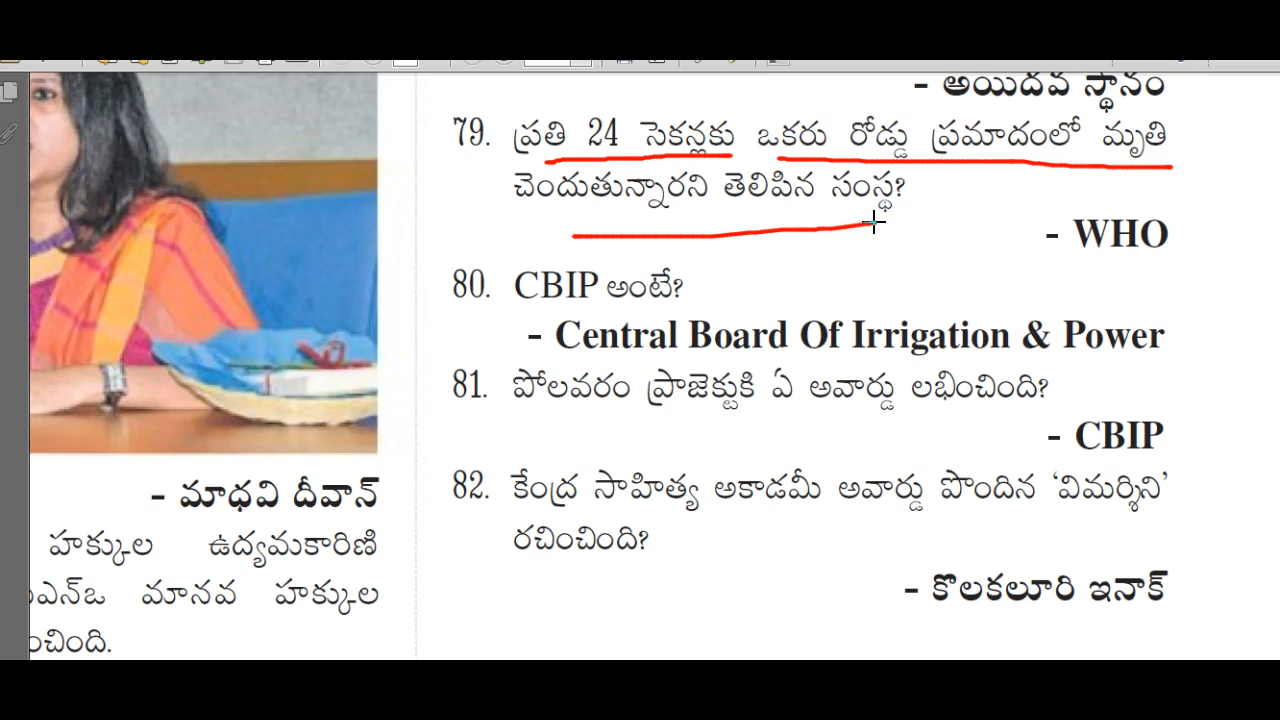 - అయిదవ స్థానం
79. ప్రతి 24 సెకన్లకు ఒకరు రోడ్డు ప్రమాదంలో మృతి
చెందుతున్నారని తెలిపిన సంస్థ?
- WHO
80. CBIP అంటే?
- Central Board Of Irrigation & Power
81. పోలవరం ప్రాజెక్టుకి ఏ అవార్డు లభించింది?
- CBIP
82. కేంద్ర సాహిత్య అకాడమీ అవార్డు పొందిన ‘విమర్శిని’
రచించింది?
- కొలకలూరి ఇనాక్
- మాధవి దీవాన్
హక్కుల ఉద్యమకారిణి
మానవ హక్కుల